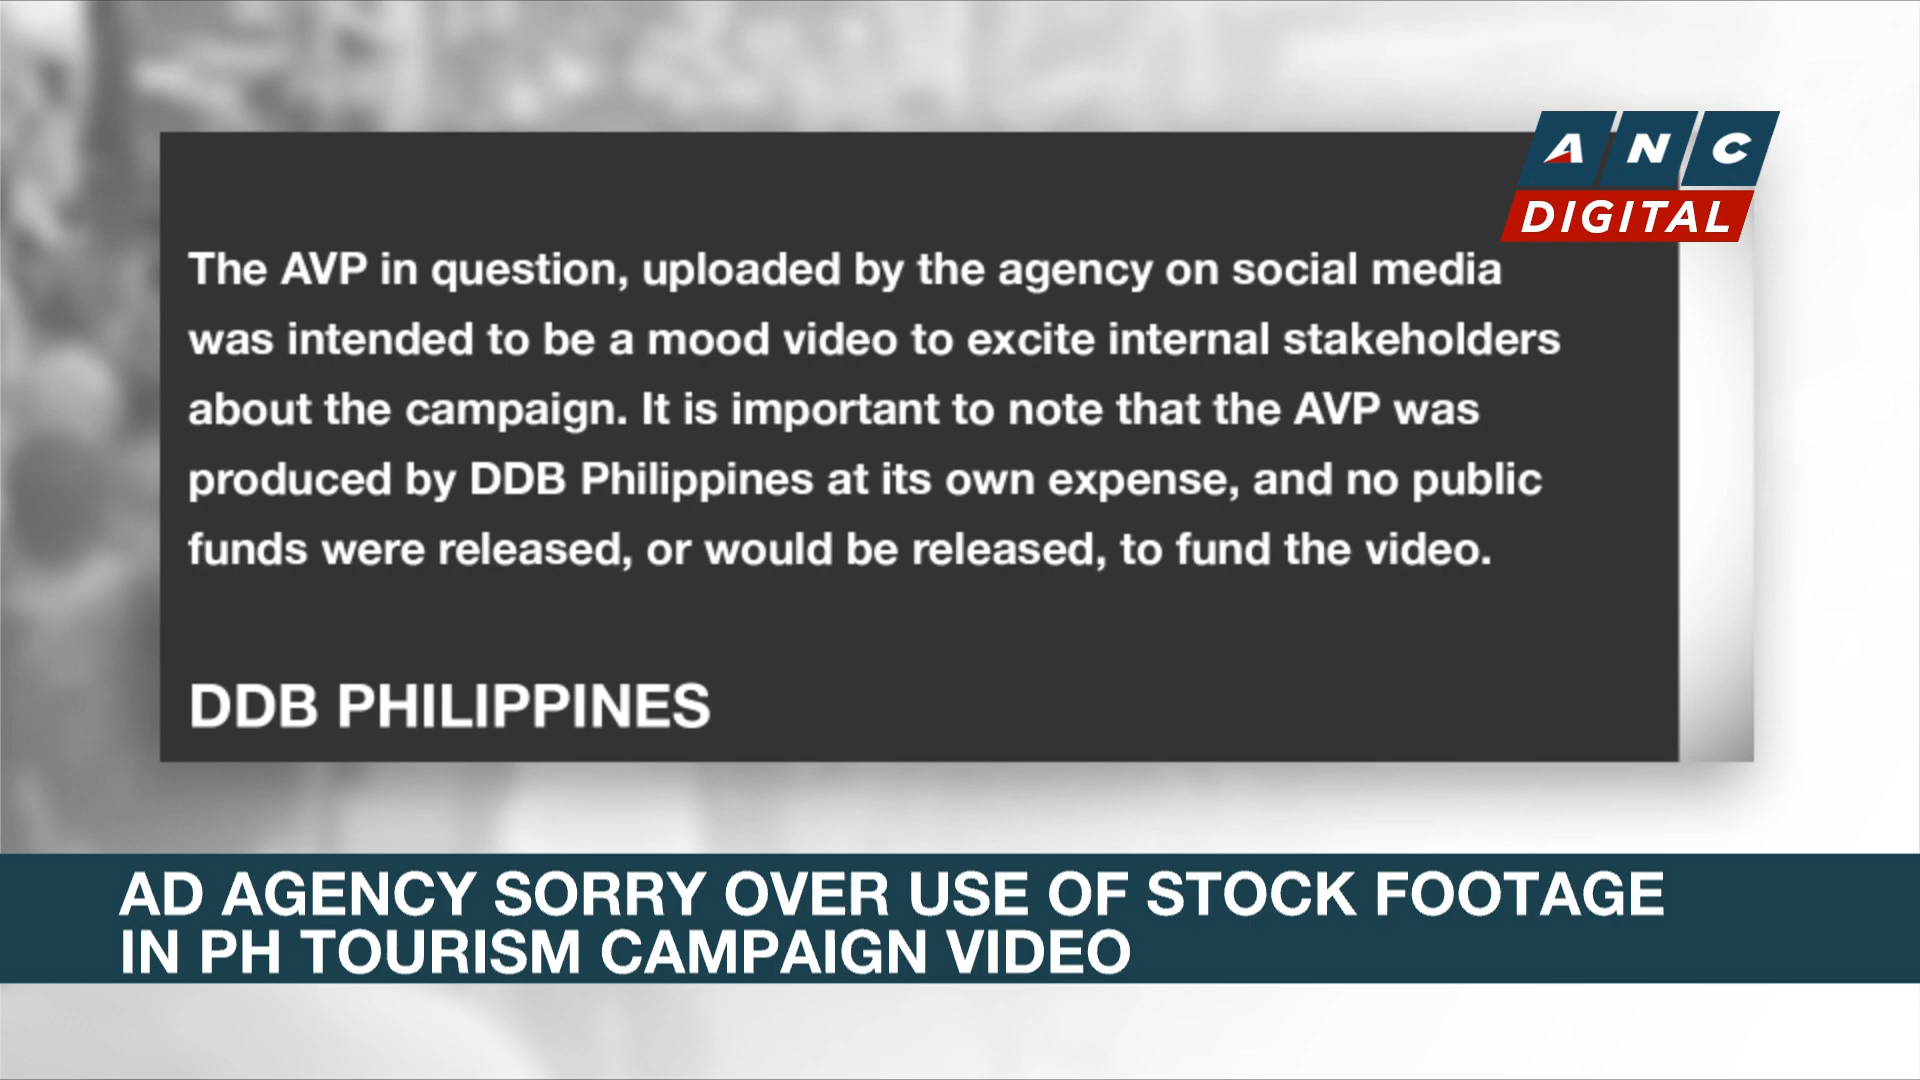 ANC
DIGITAL
The AVP in question, uploaded by the agency on social media
was intended to be a mood video to excite internal stakeholders
about the campaign. It is important to note that the AVP was
produced by DDB Philippines at its own expense, and no public
funds were released, or would be released, to fund the video.
DDB PHILIPPINES
AD AGENCY SORRY OVER USE OF STOCK FOOTAGE
IN PH TOURISM CAMPAIGN VIDEO